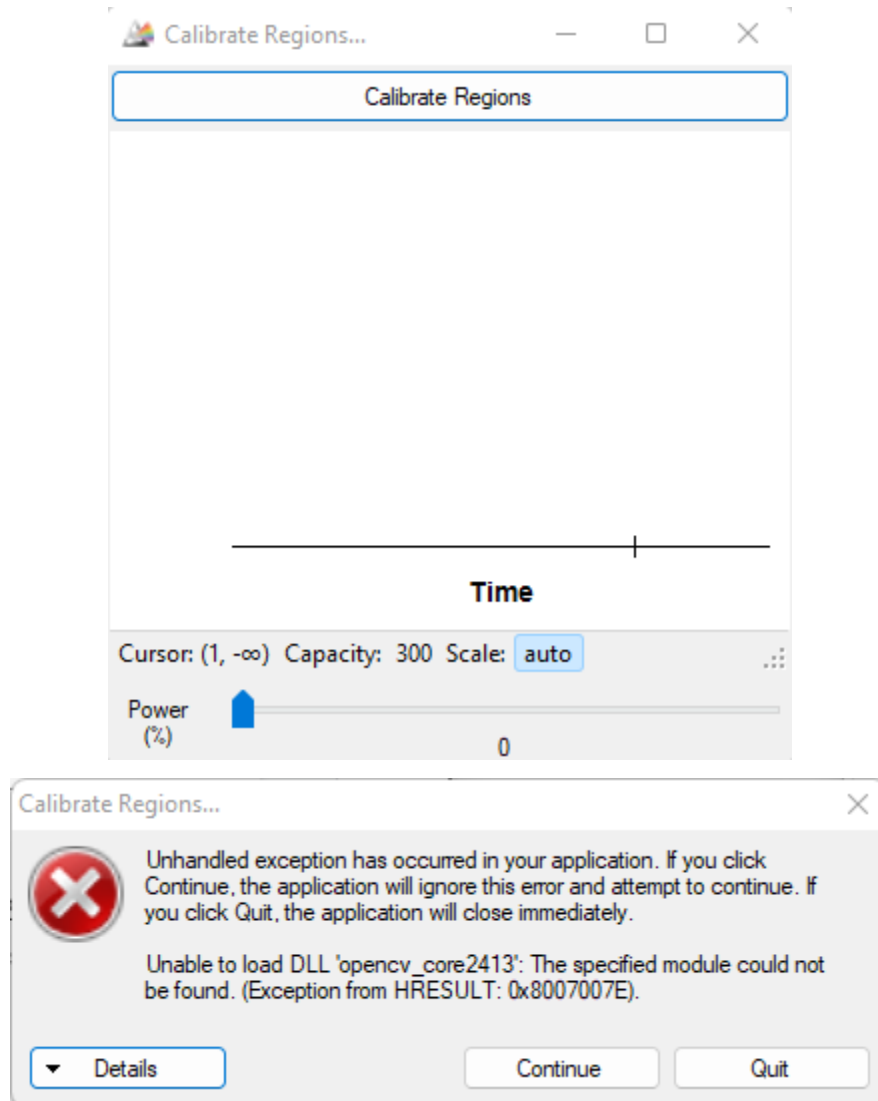 Calibrate Regions...
Calibrate Regions
Time
Cursor: (1, -∞) Capacity: 300 Scale: auto
Power
(%)
0
Calibrate Regions...
Unhandled exception has occurred in your application. If you click
Continue, the application will ignore this error and attempt to continue. If
you click Quit, the application will close immediately.
Unable to load DLL 'opencv_core2413': The specified module could not
be found. (Exception from HRESULT: 0x8007007E).
Details Continue Quit